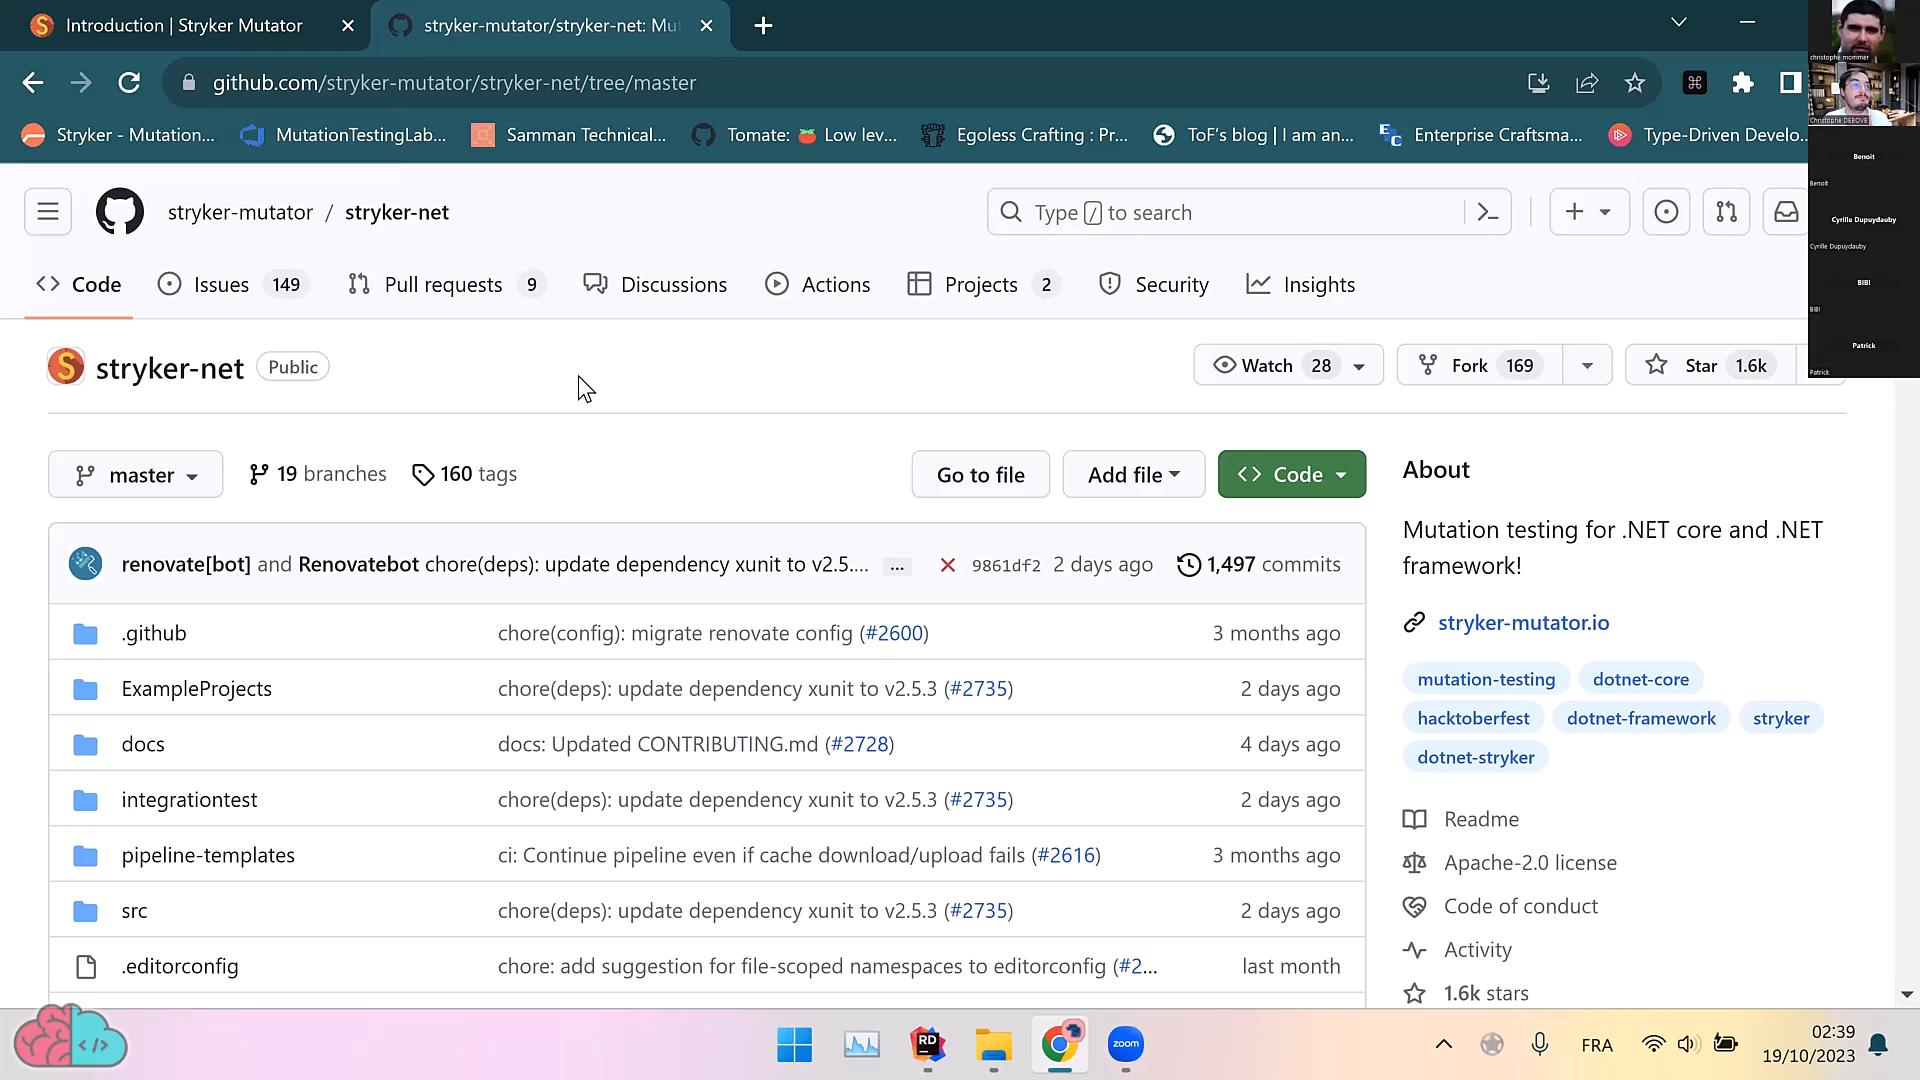 Introduction | Stryker Mutator
stryker-mutator/stryker-net: Mu
github.com/stryker-mutator/stryker-net/tree/master
Stryker - Mutation...
MutationTestingLab...
Samman Technical...
Tomate: 🍅 Low lev...
Egoless Crafting : Pr...
ToF's blog | I am an...
Enterprise Craftsma...
Type-Driven Develo...
christophe mommer
Christophe DEBOVE
Benoit
Benoit
Cyrille Dupuydauby
Cyrille Dupuydauby
BIBI
BIBI
Patrick
Patrick
stryker-mutator / stryker-net
Type / to search
Code
Issues 149
Pull requests 9
Discussions
Actions
Projects 2
Security
Insights
stryker-net Public
Watch 28
Fork 169
Star 1.6k
master
19 branches
160 tags
Go to file
Add file
Code
renovate[bot] and Renovatebot chore(deps): update dependency xunit to v2.5.... ... 9861df2 2 days ago 1,497 commits
.github chore(config): migrate renovate config (#2600) 3 months ago
ExampleProjects chore(deps): update dependency xunit to v2.5.3 (#2735) 2 days ago
docs docs: Updated CONTRIBUTING.md (#2728) 4 days ago
integrationtest chore(deps): update dependency xunit to v2.5.3 (#2735) 2 days ago
pipeline-templates ci: Continue pipeline even if cache download/upload fails (#2616) 3 months ago
src chore(deps): update dependency xunit to v2.5.3 (#2735) 2 days ago
.editorconfig chore: add suggestion for file-scoped namespaces to editorconfig (#2... last month
About
Mutation testing for .NET core and .NET
framework!
stryker-mutator.io
mutation-testing dotnet-core
hacktoberfest dotnet-framework stryker
dotnet-stryker
Readme
Apache-2.0 license
Code of conduct
Activity
1.6k stars
</>
RD
zoom
FRA
02:39
19/10/2023